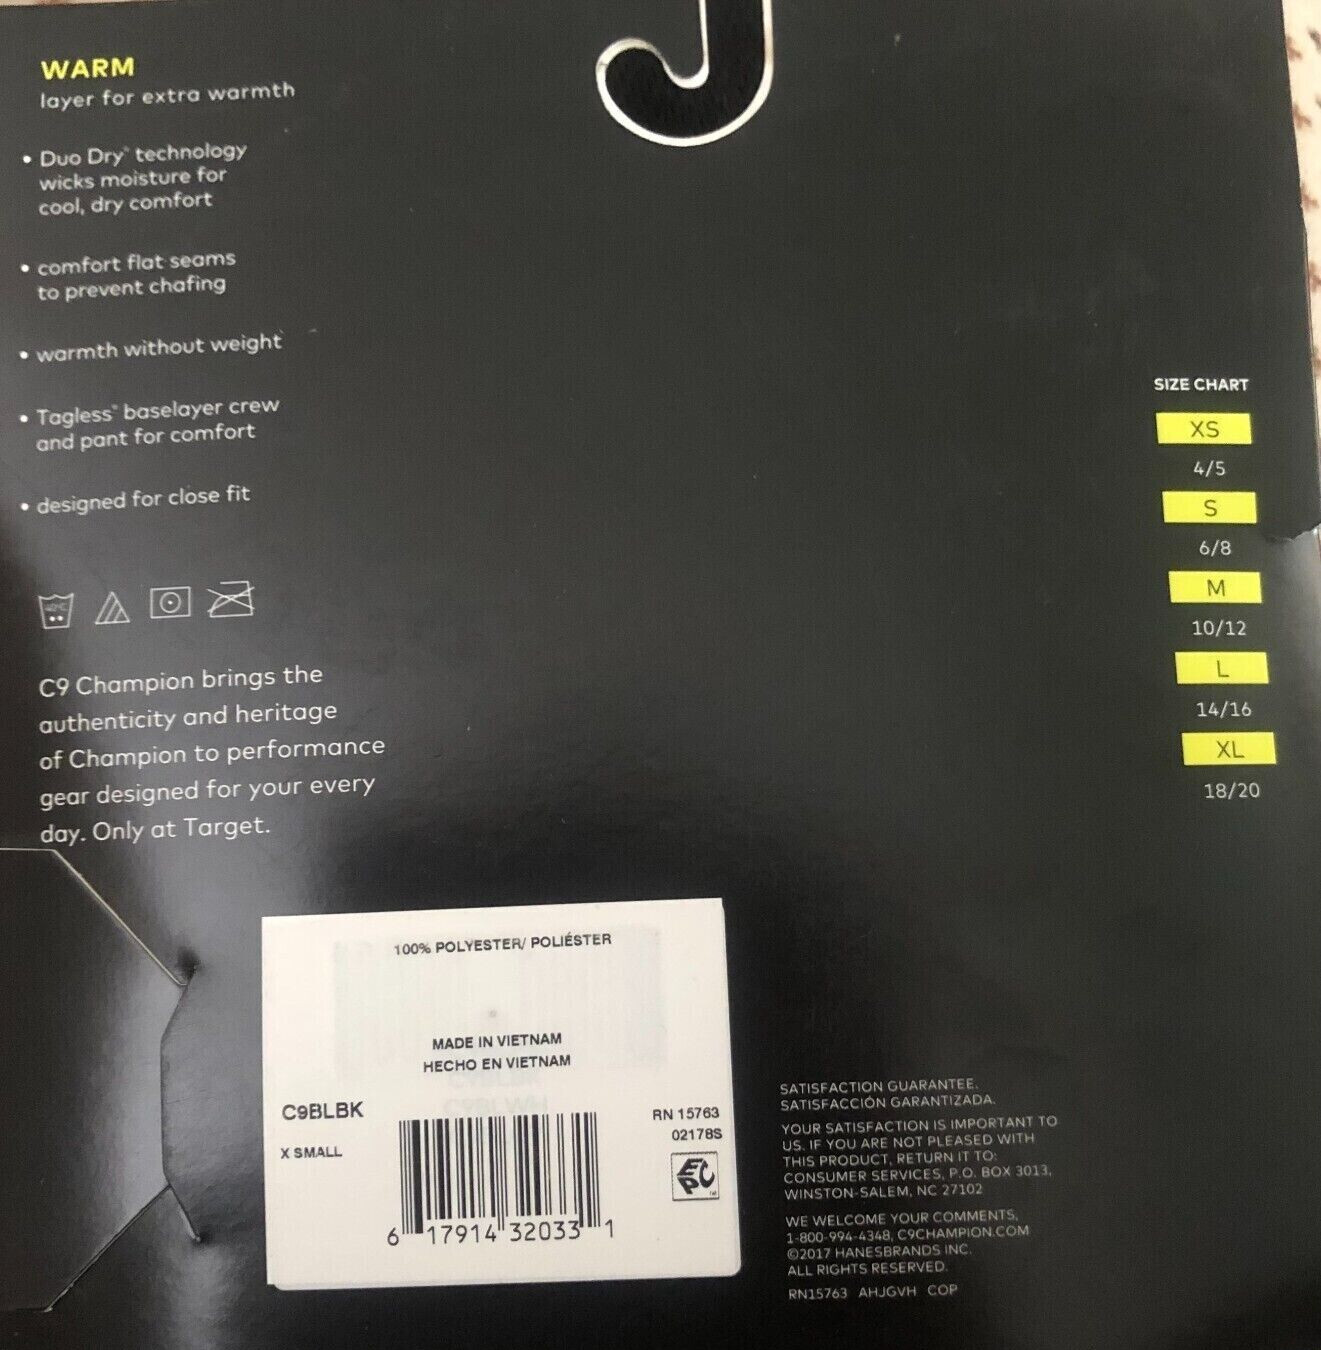 WARM
layer for extra warmth
• Duo Dry™ technology
wicks moisture for
cool, dry comfort
• comfort flat seams
to prevent chafing
• warmth without weight
• Tagless® baselayer crew
and pant for comfort
• designed for close fit
40°C
C9 Champion brings the
authenticity and heritage
of Champion to performance
gear designed for your every
day. Only at Target.
SIZE CHART
XS
4/5
S
6/8
M
10/12
L
14/16
XL
18/20
100% POLYESTER/ POLIÉSTER
MADE IN VIETNAM
HECHO EN VIETNAM
C9BLBK
X SMALL
RN 15763
02178S
EPC
6 17914 32033 1
SATISFACTION GUARANTEE.
SATISFACCIÓN GARANTIZADA.
YOUR SATISFACTION IS IMPORTANT TO
US. IF YOU ARE NOT PLEASED WITH
THIS PRODUCT, RETURN IT TO:
CONSUMER SERVICES, P.O. BOX 3013,
WINSTON-SALEM, NC 27102
WE WELCOME YOUR COMMENTS,
1-800-994-4348, C9CHAMPION.COM
©2017 HANESBRANDS INC.
ALL RIGHTS RESERVED.
RN15763 AHJGVH COP